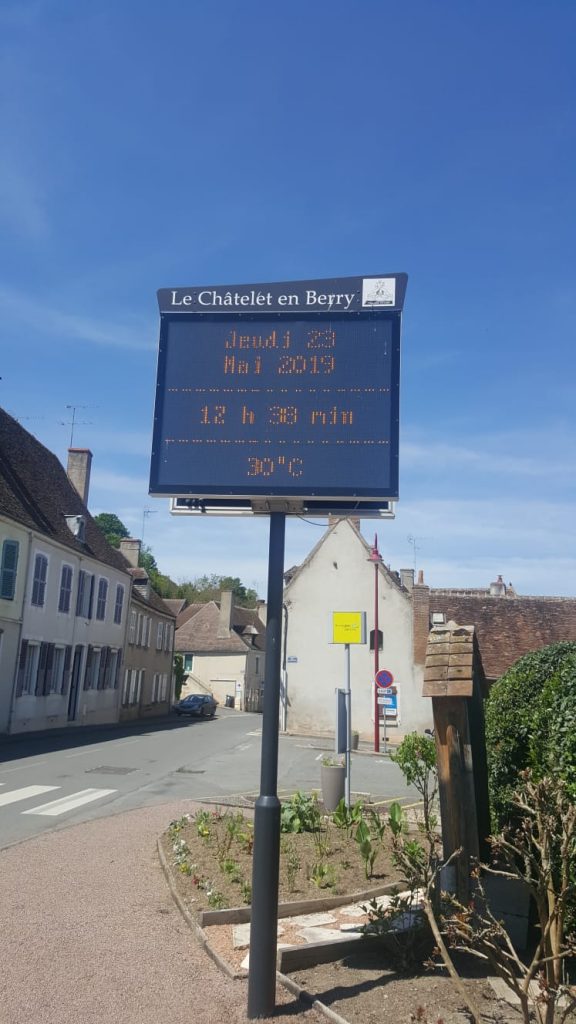 Le Châtelet en Berry
Jeudi 23
Mai 2019
12 h 38 min
30°C